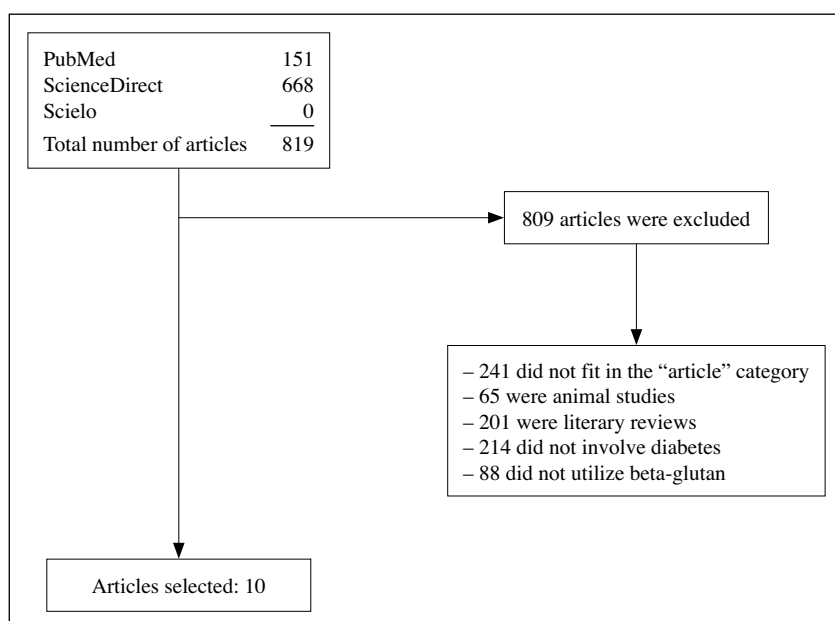 PubMed 151
ScienceDirect 668
Scielo 0
Total number of articles 819
809 articles were excluded
– 241 did not fit in the “article” category
– 65 were animal studies
– 201 were literary reviews
– 214 did not involve diabetes
– 88 did not utilize beta-glutan
Articles selected: 10